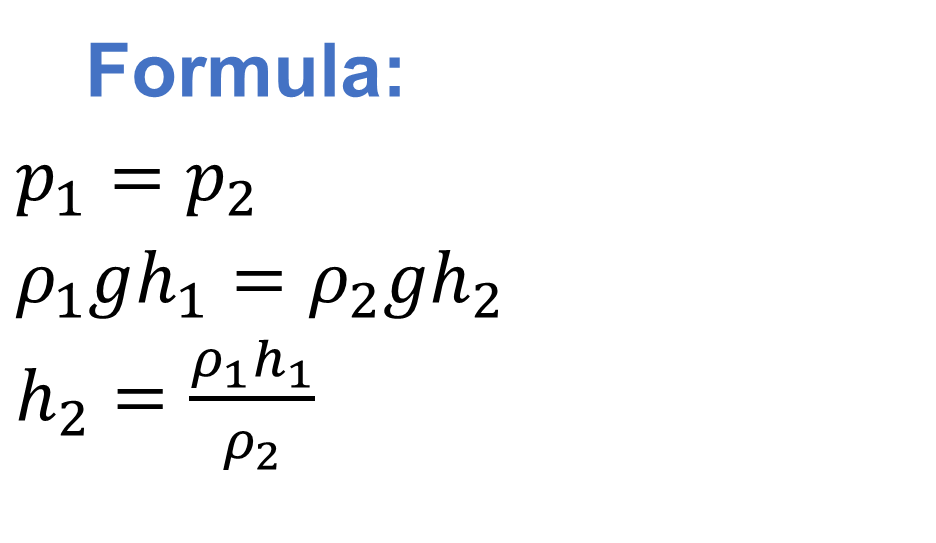 Formula:
𝑝₁ = 𝑝₂
𝜌₁𝑔ℎ₁ = 𝜌₂𝑔ℎ₂
ℎ₂ = 𝜌₁ℎ₁ / 𝜌₂